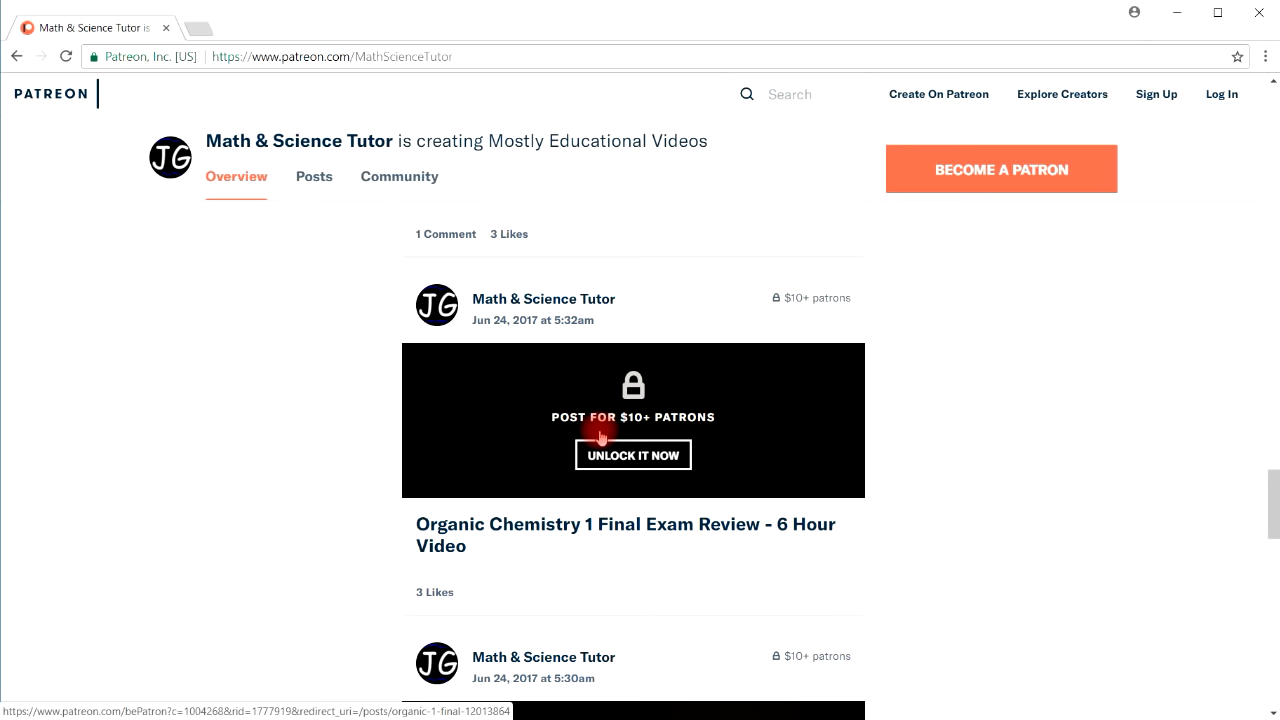 Math & Science Tutor is
Patreon, Inc. [US] https://www.patreon.com/MathScienceTutor
PATREON
Search
Create On Patreon
Explore Creators
Sign Up
Log In
JG
Math & Science Tutor is creating Mostly Educational Videos
BECOME A PATRON
Overview
Posts
Community
1 Comment 3 Likes
JG
Math & Science Tutor
$10+ patrons
Jun 24, 2017 at 5:32am
POST FOR $10+ PATRONS
UNLOCK IT NOW
Organic Chemistry 1 Final Exam Review - 6 Hour
Video
3 Likes
JG
Math & Science Tutor
$10+ patrons
Jun 24, 2017 at 5:30am
https://www.patreon.com/bePatron?c=1004268&rid=1777919&redirect_uri=/posts/organic-1-final-12013864